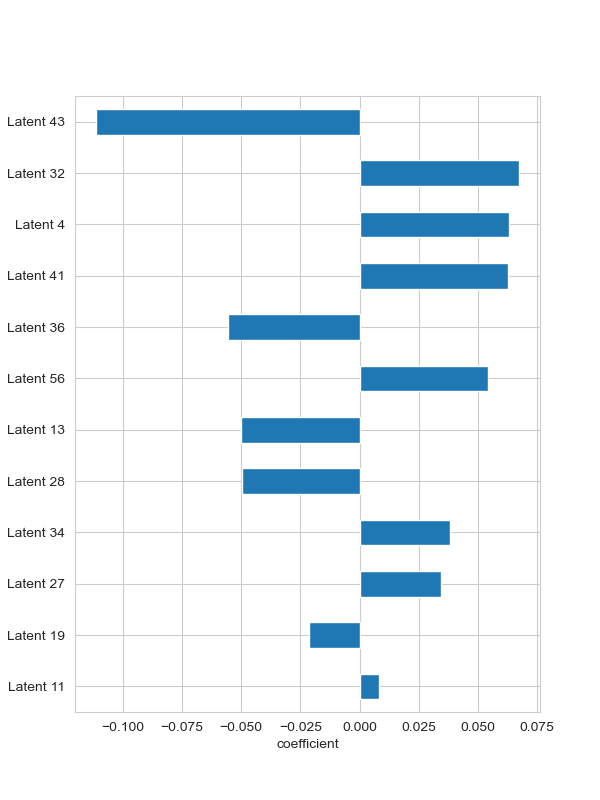 Latent 43
Latent 32
Latent 4
Latent 41
Latent 36
Latent 56
Latent 13
Latent 28
Latent 34
Latent 27
Latent 19
Latent 11
−0.100 −0.075 −0.050 −0.025 0.000 0.025 0.050 0.075
coefficient